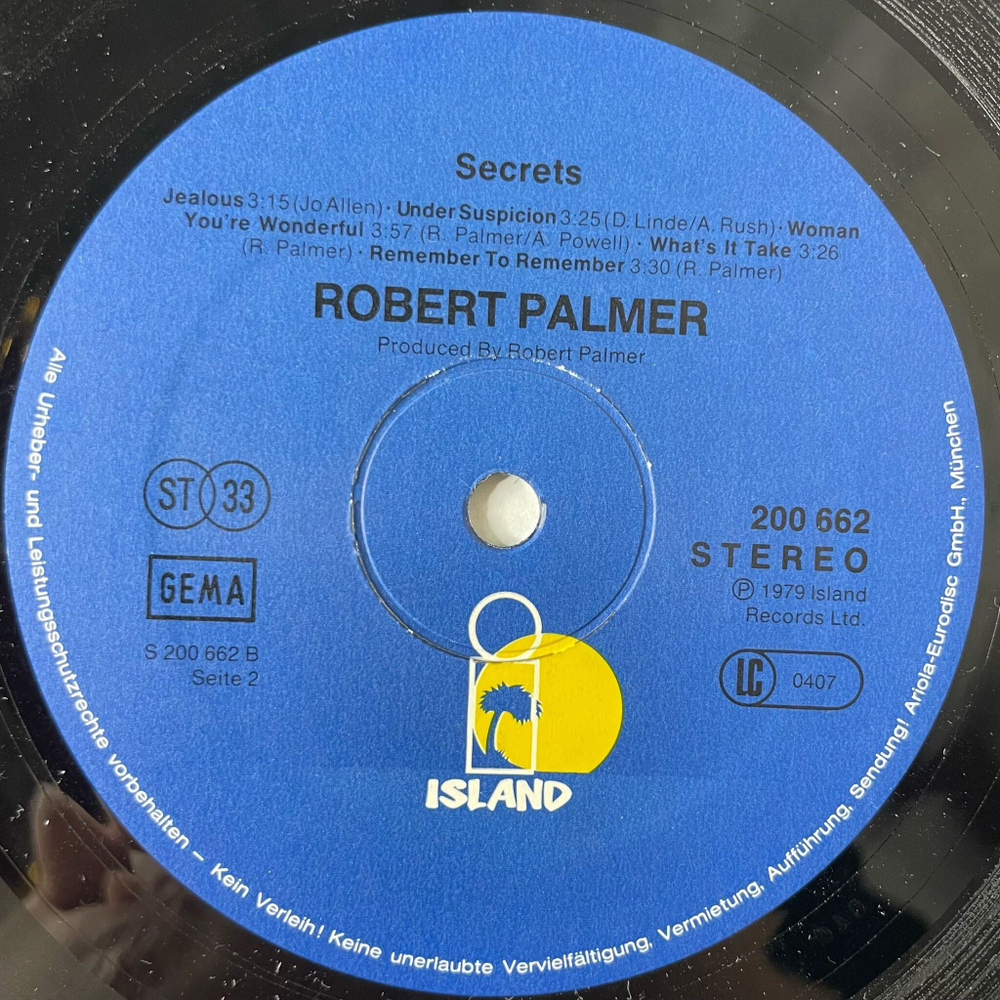 Secrets
Jealous 3:15 (Jo Allen) · Under Suspicion 3:25 (D. Linde/A. Rush) · Woman
You're Wonderful 3:57 (R. Palmer/A. Powell) · What's It Take 3:26
(R. Palmer) · Remember To Remember 3:30 (R. Palmer)
ROBERT PALMER
Produced By Robert Palmer
ST 33
GEMA
S 200 662 B
Seite 2
200 662
STEREO
Ⓟ 1979 Island
Records Ltd.
LC 0407
ISLAND
Alle Urheber- und Leistungsschutzrechte vorbehalten – Kein Verleih! Keine unerlaubte Vervielfältigung, Vermietung, Aufführung, Sendung! Ariola-Eurodisc GmbH., München